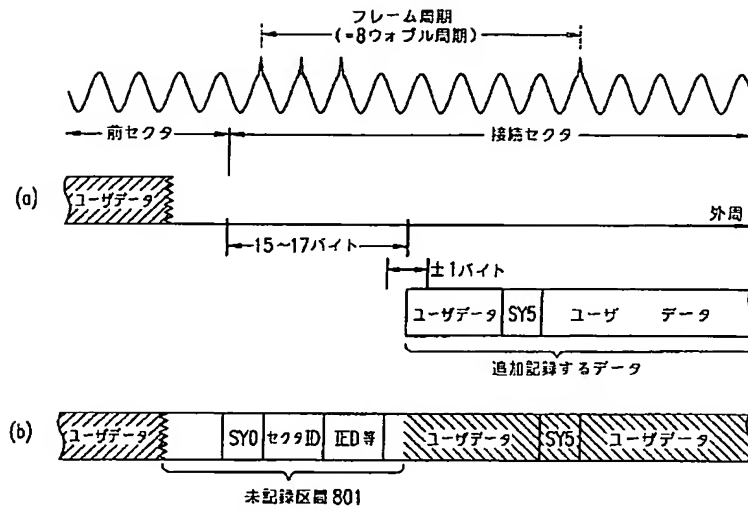 フレーム周期
(=8ウォブル周期)
前セクタ
接続セクタ
(a)
ユーザデータ
外周
15~17バイト
±1バイト
ユーザデータ SY5 ユーザ データ
追加記録するデータ
(b)
ユーザデータ SY0 セクタID IED等 ユーザデータ SY5 ユーザデータ
未記録区間801